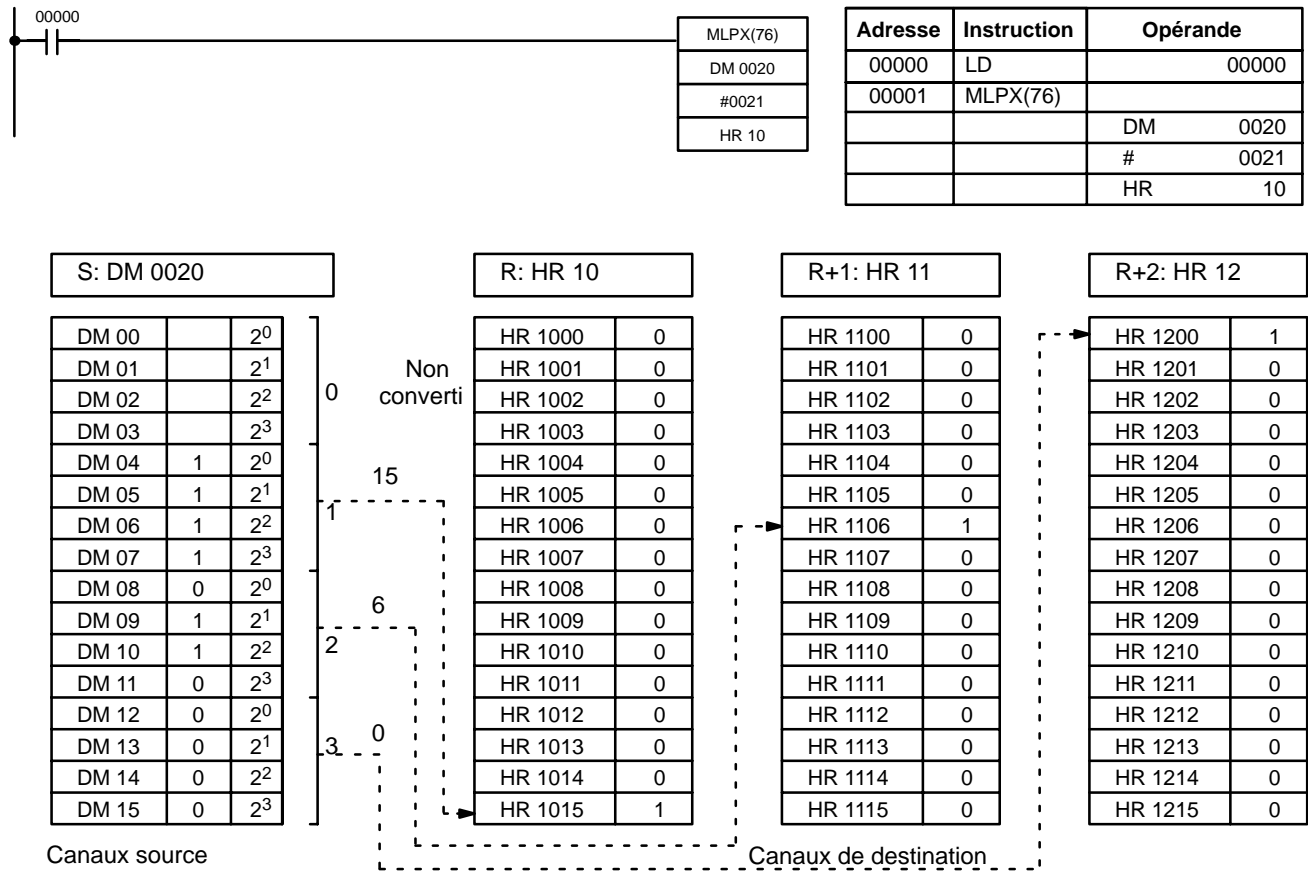 00000
MLPX(76)
DM 0020
#0021
HR 10
Adresse Instruction Opérande
00000 LD 00000
00001 MLPX(76)
DM 0020
# 0021
HR 10
S: DM 0020 R: HR 10 R+1: HR 11 R+2: HR 12
DM 00 2⁰ HR 1000 0 HR 1100 0 HR 1200 1
DM 01 2¹ Non HR 1001 0 HR 1101 0 HR 1201 0
DM 02 2² 0 converti HR 1002 0 HR 1102 0 HR 1202 0
DM 03 2³ HR 1003 0 HR 1103 0 HR 1203 0
DM 04 1 2⁰ 15 HR 1004 0 HR 1104 0 HR 1204 0
DM 05 1 2¹ HR 1005 0 HR 1105 0 HR 1205 0
DM 06 1 2² 1 HR 1006 0 HR 1106 1 HR 1206 0
DM 07 1 2³ HR 1007 0 HR 1107 0 HR 1207 0
DM 08 0 2⁰ HR 1008 0 HR 1108 0 HR 1208 0
DM 09 1 2¹ 6 HR 1009 0 HR 1109 0 HR 1209 0
DM 10 1 2² 2 HR 1010 0 HR 1110 0 HR 1210 0
DM 11 0 2³ HR 1011 0 HR 1111 0 HR 1211 0
DM 12 0 2⁰ HR 1012 0 HR 1112 0 HR 1212 0
DM 13 0 2¹ 3 0 HR 1013 0 HR 1113 0 HR 1213 0
DM 14 0 2² HR 1014 0 HR 1114 0 HR 1214 0
DM 15 0 2³ HR 1015 1 HR 1115 0 HR 1215 0
Canaux source Canaux de destination